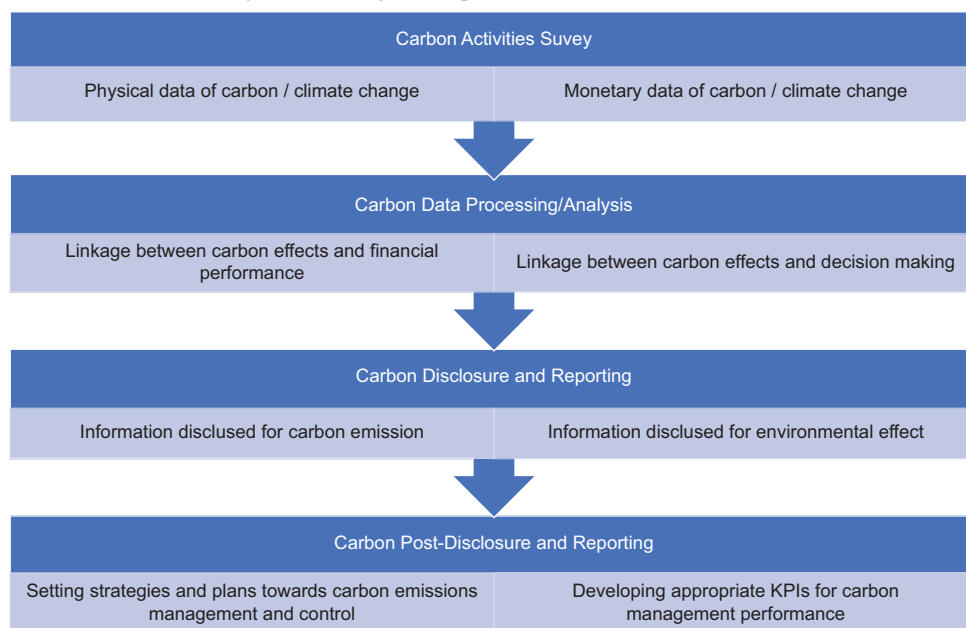 Carbon Activities Suvey
Physical data of carbon / climate change
Monetary data of carbon / climate change
Carbon Data Processing/Analysis
Linkage between carbon effects and financial
performance
Linkage between carbon effects and decision making
Carbon Disclosure and Reporting
Information disclused for carbon emission
Information disclused for environmental effect
Carbon Post-Disclosure and Reporting
Setting strategies and plans towards carbon emissions
management and control
Developing appropriate KPIs for carbon
management performance